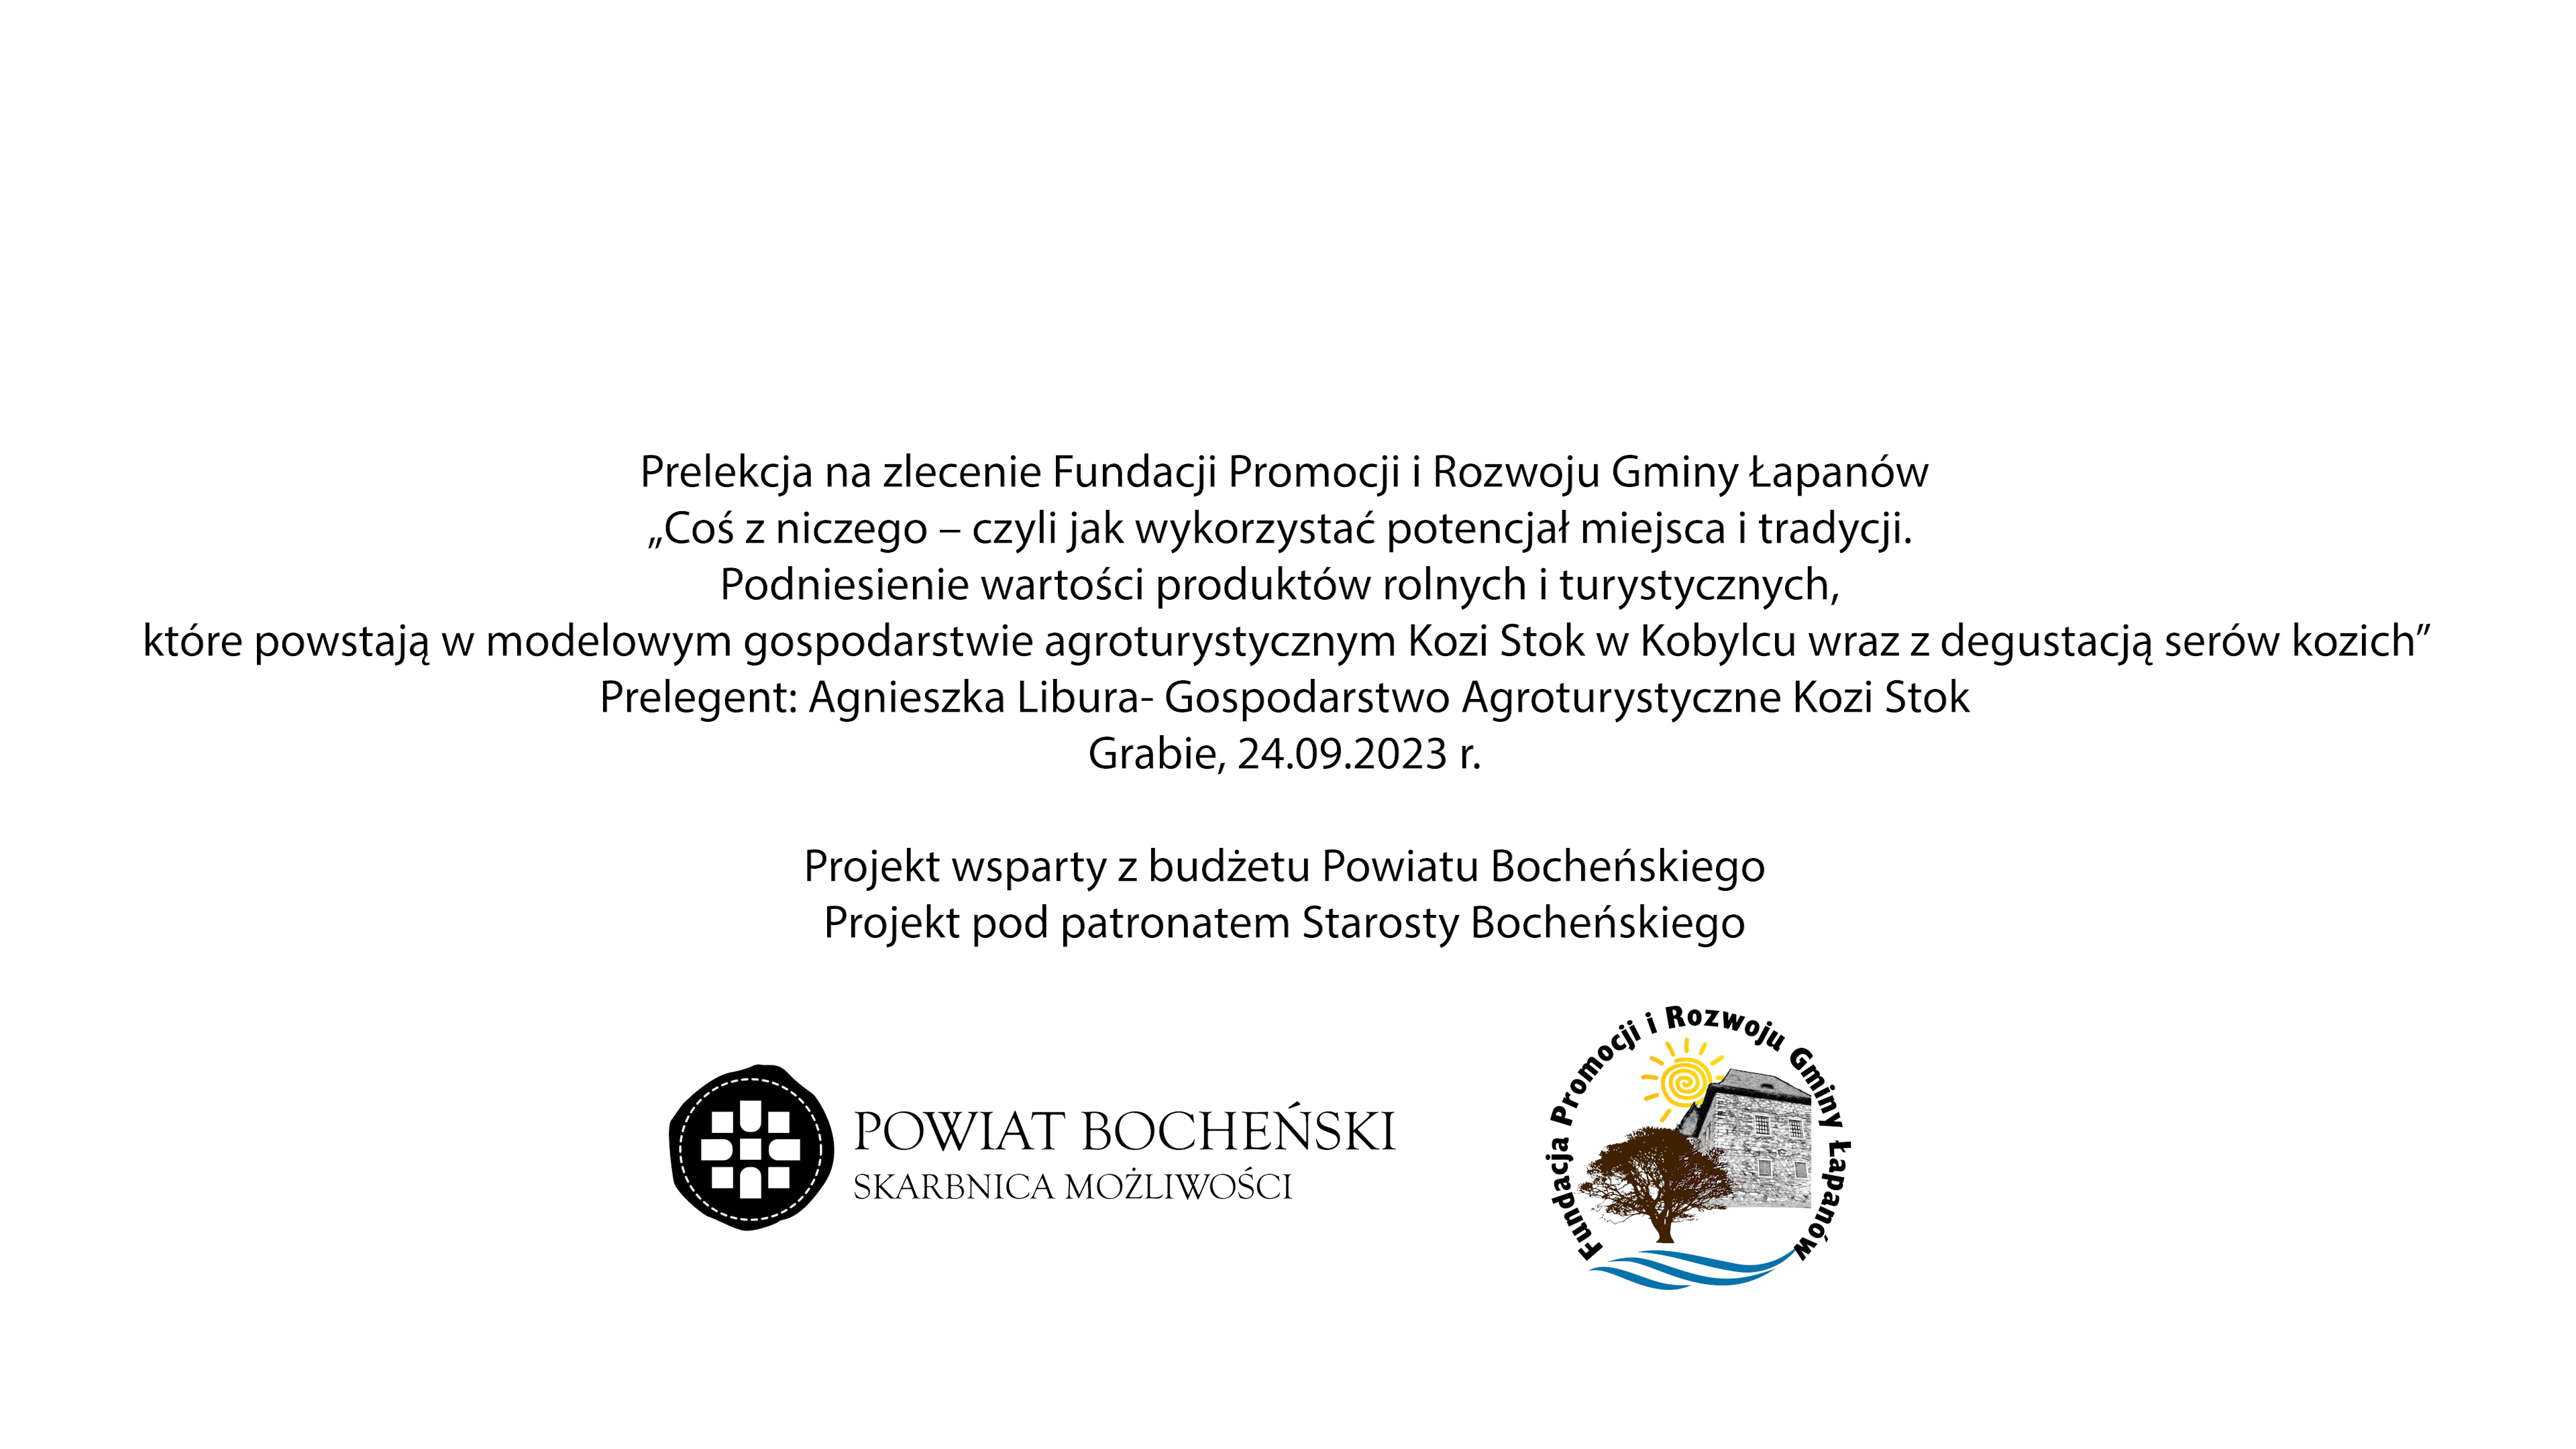 Prelekcja na zlecenie Fundacji Promocji i Rozwoju Gminy Łapanów
„Coś z niczego – czyli jak wykorzystać potencjał miejsca i tradycji.
Podniesienie wartości produktów rolnych i turystycznych,
które powstają w modelowym gospodarstwie agroturystycznym Kozi Stok w Kobylcu wraz z degustacją serów kozich”
Prelegent: Agnieszka Libura- Gospodarstwo Agroturystyczne Kozi Stok
Grabie, 24.09.2023 r.
Projekt wsparty z budżetu Powiatu Bocheńskiego
Projekt pod patronatem Starosty Bocheńskiego
POWIAT BOCHEŃSKI
SKARBNICA MOŻLIWOŚCI
Fundacja Promocji i Rozwoju Gminy Łapanów